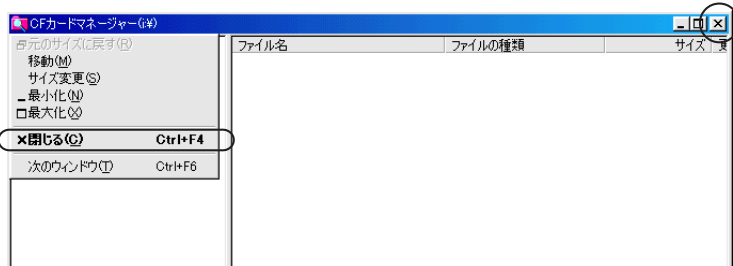 CFカードマネージャー(i:¥)
元のサイズに戻す(R)
移動(M)
サイズ変更(S)
最小化(N)
最大化(X)
閉じる(C) Ctrl+F4
次のウィンドウ(T) Ctrl+F6
ファイル名 ファイルの種類 サイズ